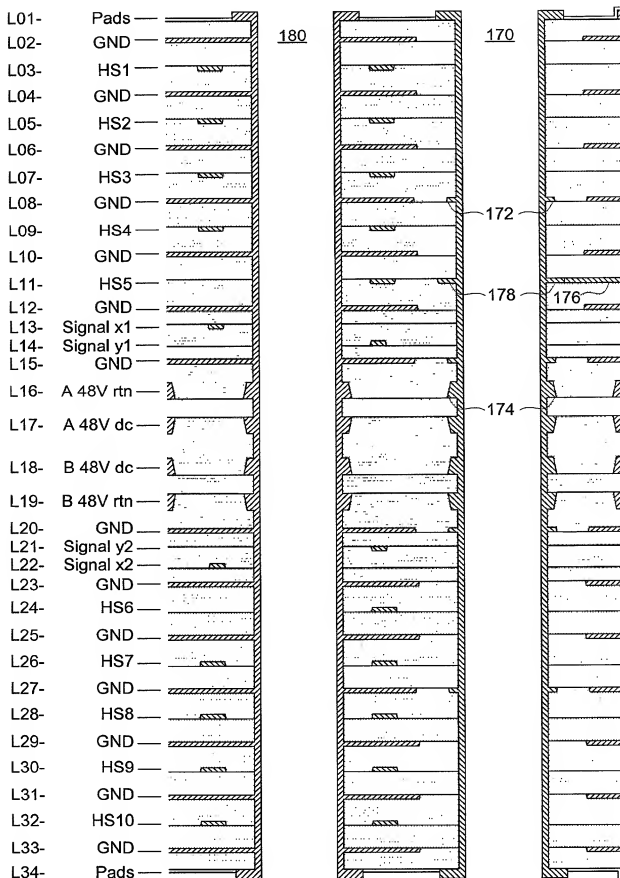 L01- Pads
180
170
L02- GND
L03- HS1
L04- GND
L05- HS2
L06- GND
L07- HS3
L08- GND
172
L09- HS4
L10- GND
L11- HS5
178
176
L12- GND
L13- Signal x1
L14- Signal y1
L15- GND
L16- A 48V rtn
174
L17- A 48V dc
L18- B 48V dc
L19- B 48V rtn
L20- GND
L21- Signal y2
L22- Signal x2
L23- GND
L24- HS6
L25- GND
L26- HS7
L27- GND
L28- HS8
L29- GND
L30- HS9
L31- GND
L32- HS10
L33- GND
L34- Pads